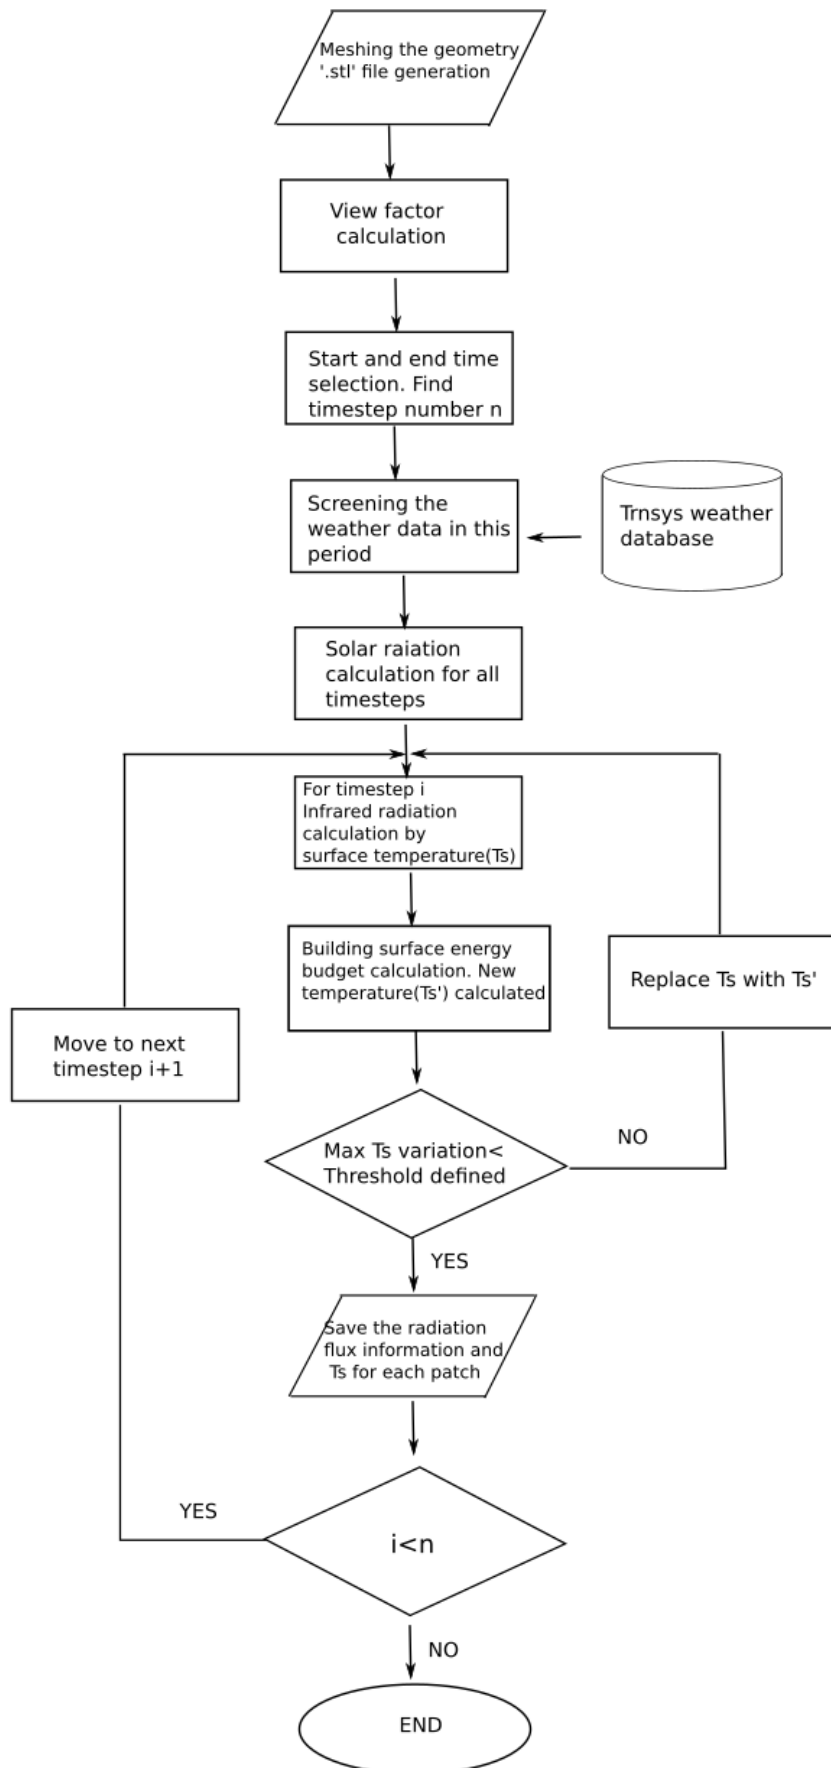 Meshing the geometry
'.stl' file generation
View factor
calculation
Start and end time
selection. Find
timestep number n
Screening the
weather data in this
period
Trnsys weather
database
Solar raiation
calculation for all
timesteps
For timestep i
Infrared radiation
calculation by
surface temperature(Ts)
Building surface energy
budget calculation. New
temperature(Ts') calculated
Replace Ts with Ts'
Move to next
timestep i+1
Max Ts variation<
Threshold defined
NO
YES
Save the radiation
flux information and
Ts for each patch
YES
i<n
NO
END